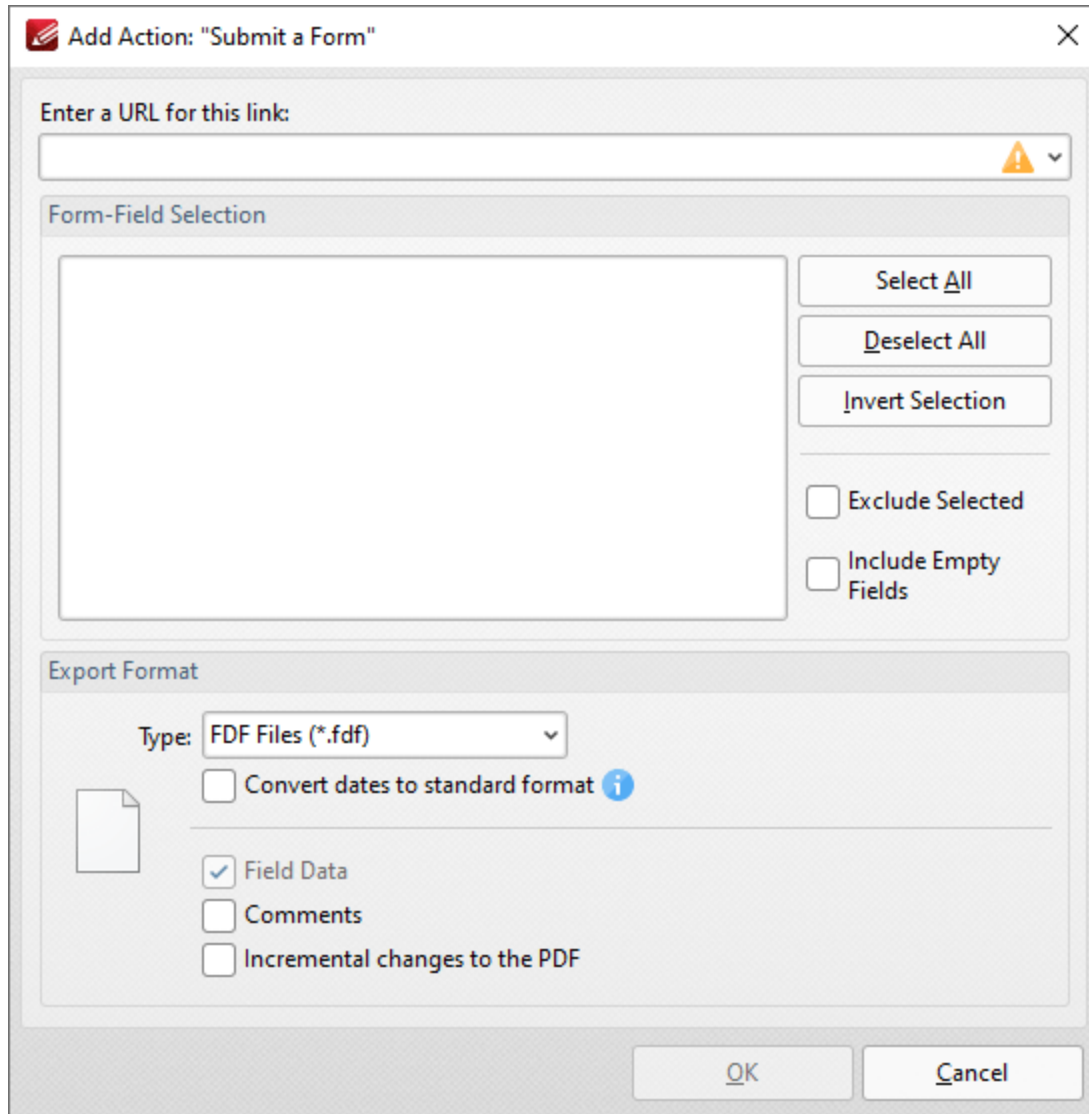 Add Action: "Submit a Form"
Enter a URL for this link:
Form-Field Selection
Select All
Deselect All
Invert Selection
Exclude Selected
Include Empty
Fields
Export Format
Type: FDF Files (*.fdf)
Convert dates to standard format
Field Data
Comments
Incremental changes to the PDF
OK
Cancel